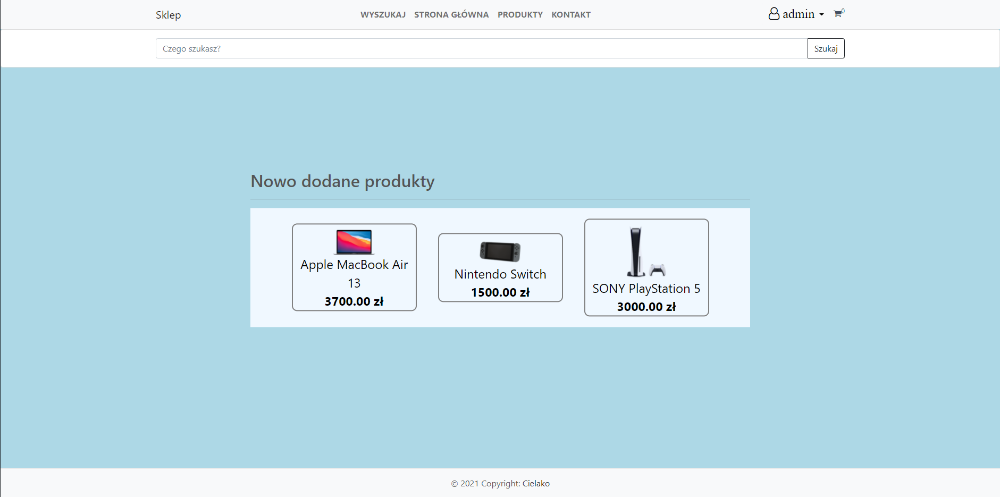 Sklep
WYSZUKAJ STRONA GŁÓWNA PRODUKTY KONTAKT
admin
0
Czego szukasz?
Szukaj
Nowo dodane produkty
Apple MacBook Air
13
3700.00 zł
Nintendo Switch
1500.00 zł
SONY PlayStation 5
3000.00 zł
© 2021 Copyright: Cielako